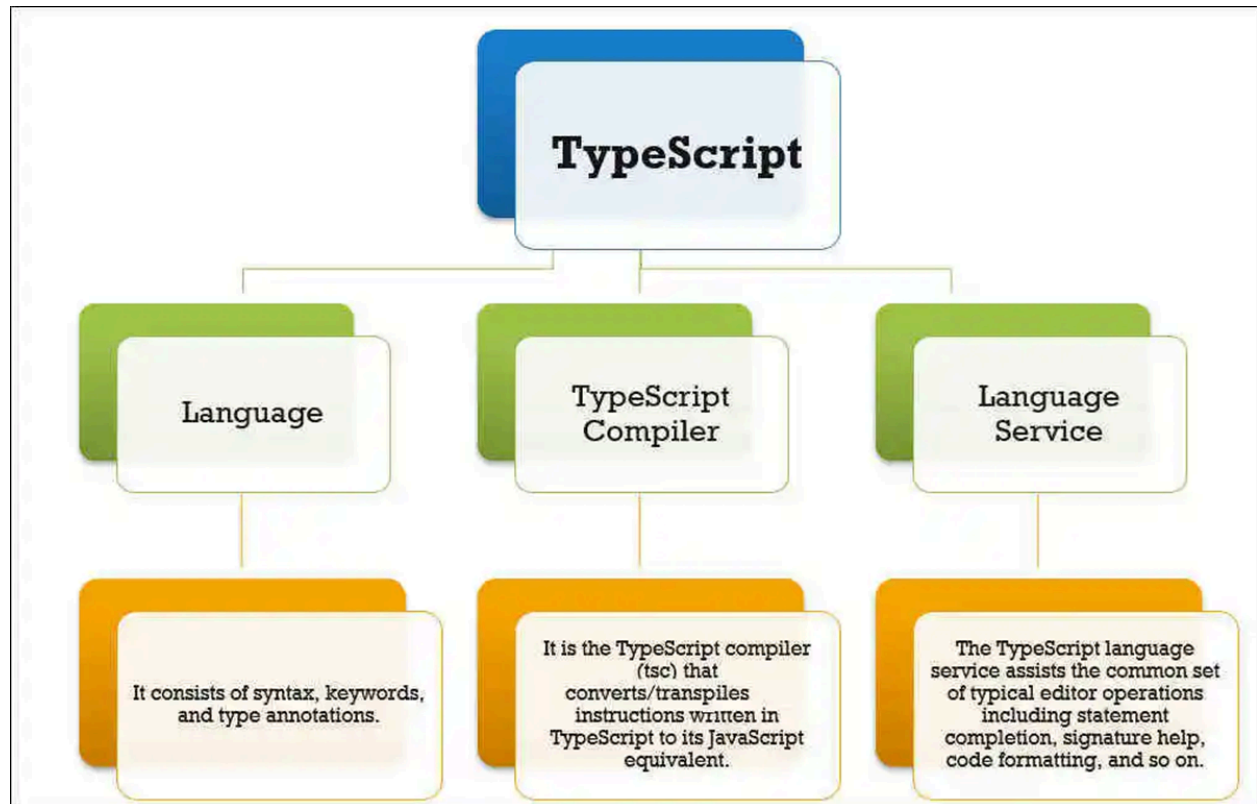 TypeScript
Language
TypeScript
Compiler
Language
Service
It consists of syntax, keywords,
and type annotations.
It is the TypeScript compiler
(tsc) that
converts/transpiles
instructions written in
TypeScript to its JavaScript
equivalent.
The TypeScript language
service assists the common set
of typical editor operations
including statement
completion, signature help,
code formatting, and so on.